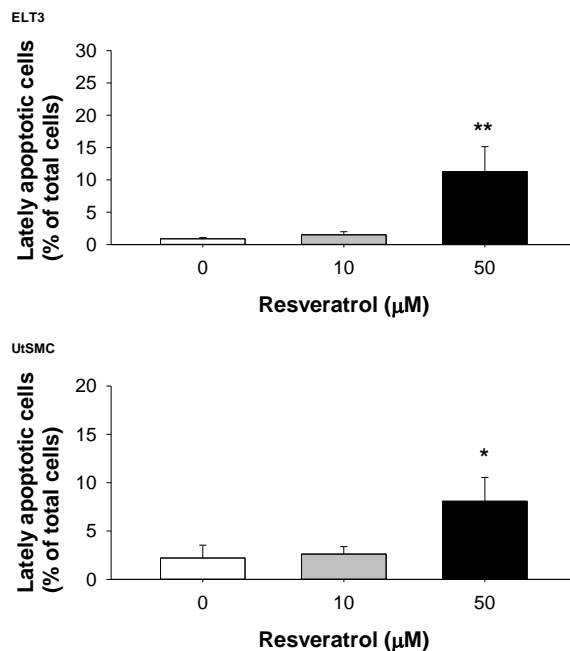 ELT3
Lately apoptotic cells
(% of total cells)
30
25
20
15
10
5
0
**
0 10 50
Resveratrol (μM)
UtSMC
Lately apoptotic cells
(% of total cells)
20
15
10
5
0
*
0 10 50
Resveratrol (μM)